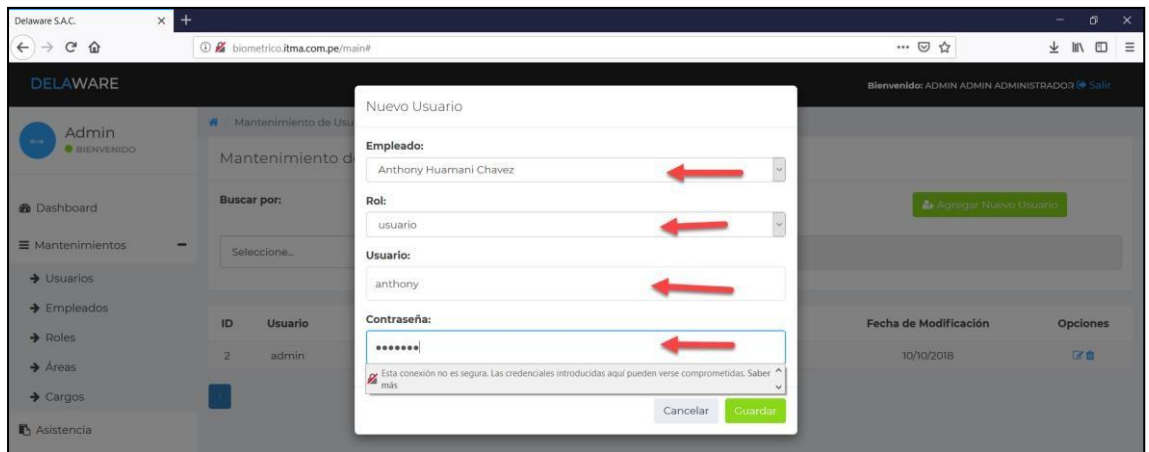 Delaware S.A.C.
biometrico.itma.com.pe/main#
DELAWARE
Bienvenido: ADMIN ADMIN ADMINISTRADOR Salir
Admin
BIENVENIDO
Dashboard
Mantenimientos
Usuarios
Empleados
Roles
Áreas
Cargos
Asistencia
Mantenimiento de Usu
Mantenimiento d
Buscar por:
Agregar Nuevo Usuario
Seleccione...
ID Usuario Fecha de Modificación Opciones
2 admin 10/10/2018
Nuevo Usuario
Empleado:
Anthony Huamani Chavez
Rol:
usuario
Usuario:
anthony
Contraseña:
•••••••
Esta conexión no es segura. Las credenciales introducidas aquí pueden verse comprometidas. Saber
más
Cancelar Guardar